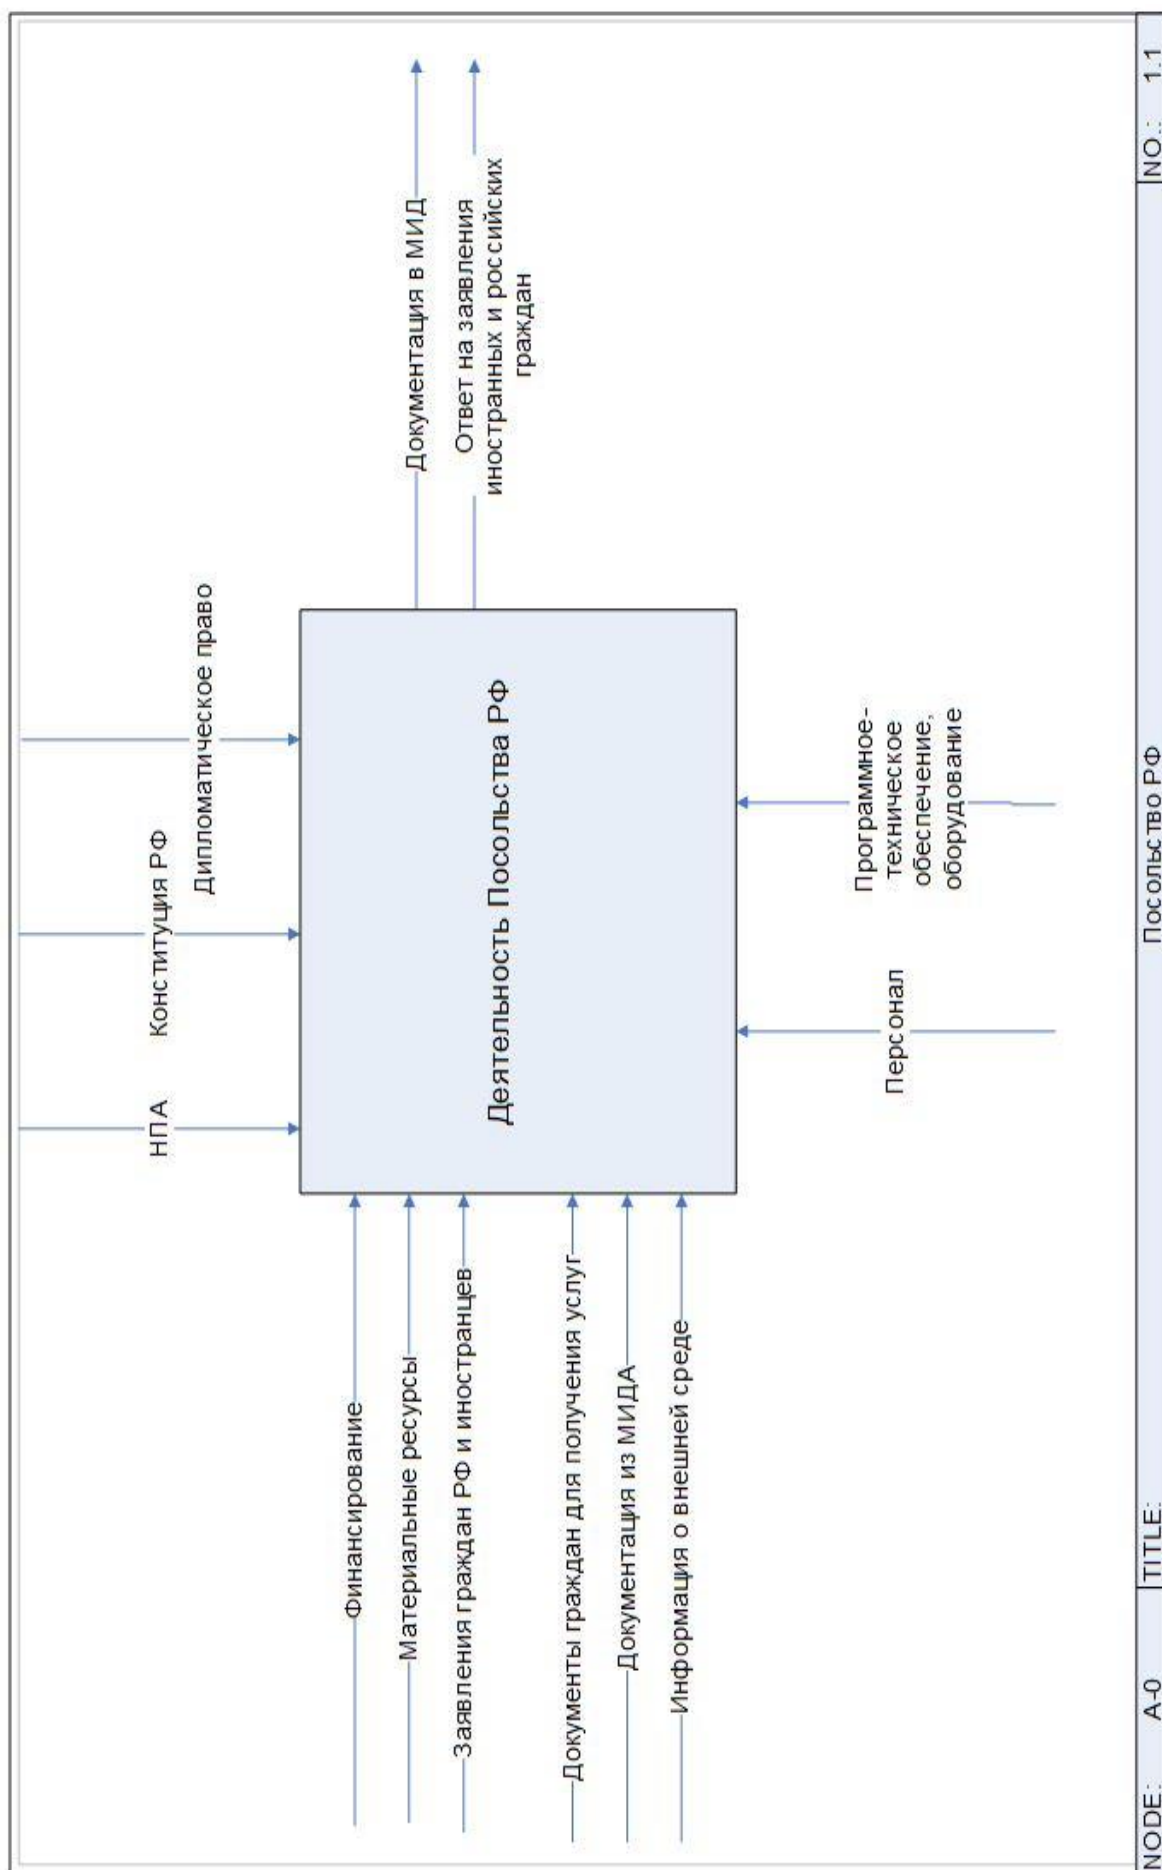 НПА
Конституция РФ
Дипломатическое право
Финансирование
Материальные ресурсы
Заявления граждан РФ и иностранцев
Документы граждан для получения услуг
Документация из МИДА
Информация о внешней среде
Деятельность Посольства РФ
Документация в МИД
Ответ на заявления
иностранных и российских
граждан
Персонал
Программное-
техническое
обеспечение,
оборудование
NODE: A-0 TITLE: Посольство РФ NO.: 1.1